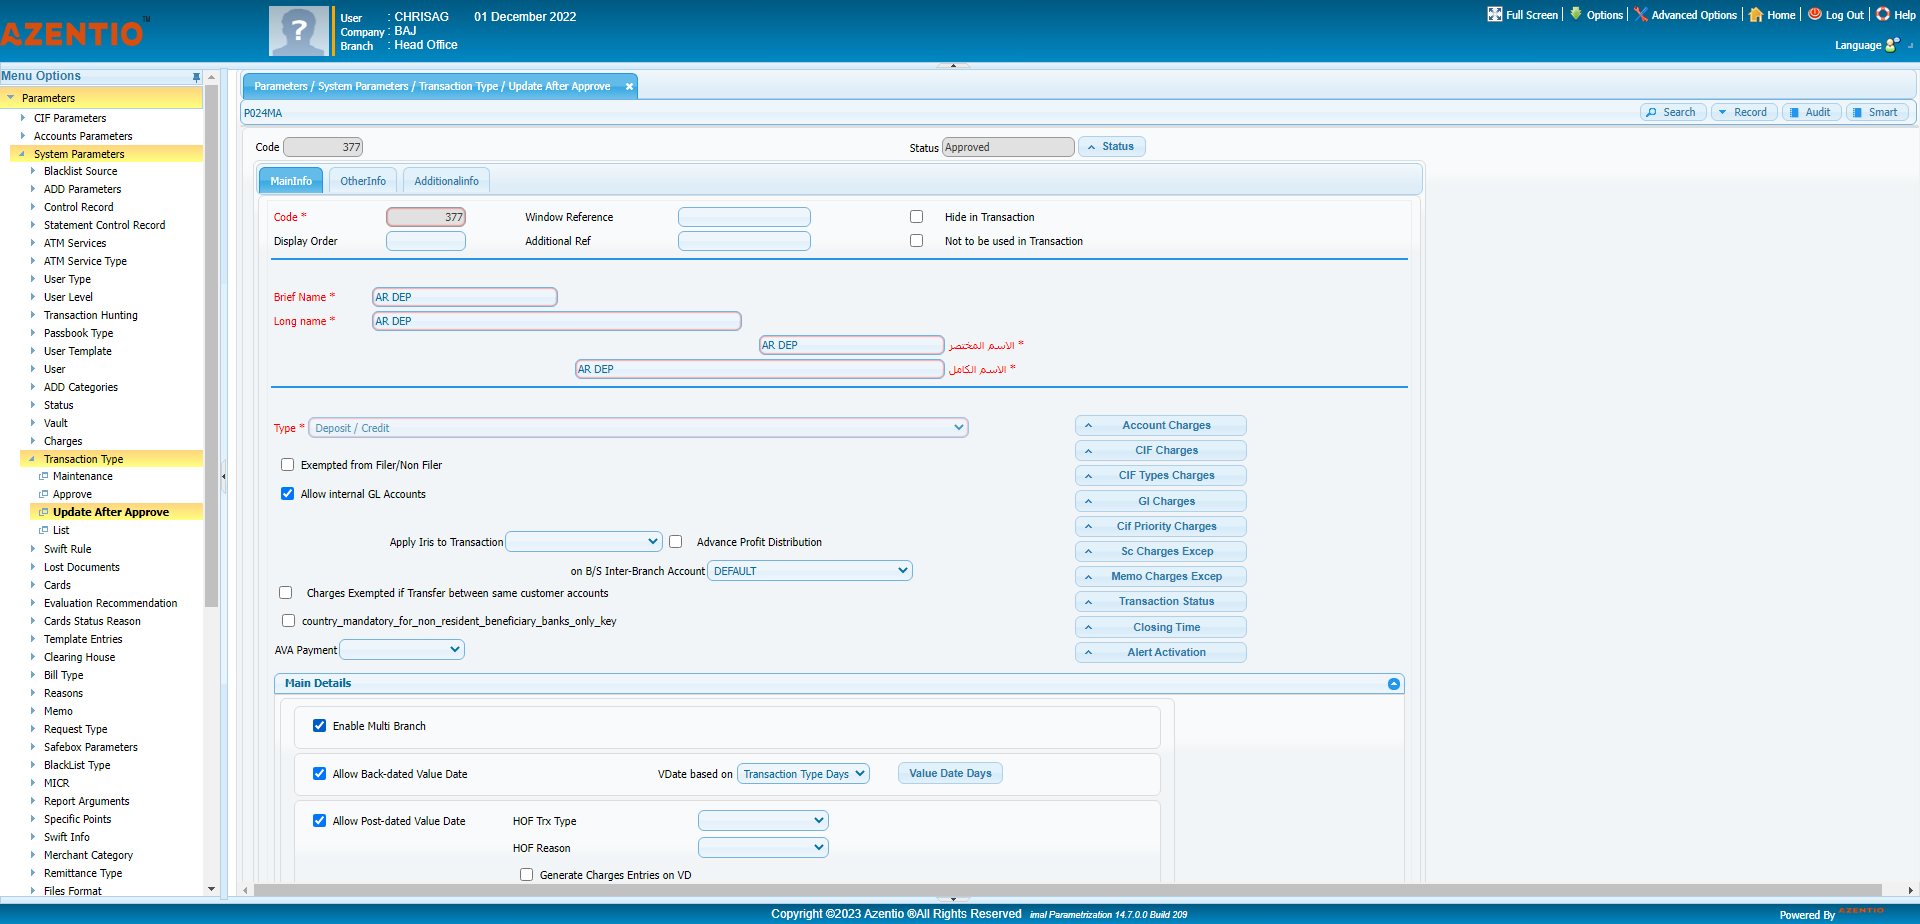 AZENTIO™
User : CHRISAG 01 December 2022
Company : BAJ
Branch : Head Office
Full Screen Options Advanced Options Home Log Out Help
Language
Menu Options
Parameters
CIF Parameters
Accounts Parameters
System Parameters
Blacklist Source
ADD Parameters
Control Record
Statement Control Record
ATM Services
ATM Service Type
User Type
User Level
Transaction Hunting
Passbook Type
User Template
User
ADD Categories
Status
Vault
Charges
Transaction Type
Maintenance
Approve
Update After Approve
List
Swift Rule
Lost Documents
Cards
Evaluation Recommendation
Cards Status Reason
Template Entries
Clearing House
Bill Type
Reasons
Memo
Request Type
Safebox Parameters
BlackList Type
MICR
Report Arguments
Specific Points
Swift Info
Merchant Category
Remittance Type
Files Format
Parameters / System Parameters / Transaction Type / Update After Approve
P024MA
Search Record Audit Smart
Code 377 Status Approved Status
MainInfo OtherInfo AdditionalInfo
Code * 377 Window Reference Hide in Transaction
Display Order Additional Ref Not to be used in Transaction
Brief Name * AR DEP
Long name * AR DEP
AR DEP الاسم المختصر *
AR DEP الاسم الكامل *
Type * Deposit / Credit
Exempted from Filer/Non Filer
Allow internal GL Accounts
Apply Iris to Transaction Advance Profit Distribution
on B/S Inter-Branch Account DEFAULT
Charges Exempted if Transfer between same customer accounts
country_mandatory_for_non_resident_beneficiary_banks_only_key
AVA Payment
Account Charges
CIF Charges
CIF Types Charges
Gl Charges
Cif Priority Charges
Sc Charges Excep
Memo Charges Excep
Transaction Status
Closing Time
Alert Activation
Main Details
Enable Multi Branch
Allow Back-dated Value Date VDate based on Transaction Type Days Value Date Days
Allow Post-dated Value Date HOF Trx Type
HOF Reason
Generate Charges Entries on VD
Copyright ©2023 Azentio ®All Rights Reserved imal Parametrization 14.7.0.0 Build 209
Powered By AZENTIO